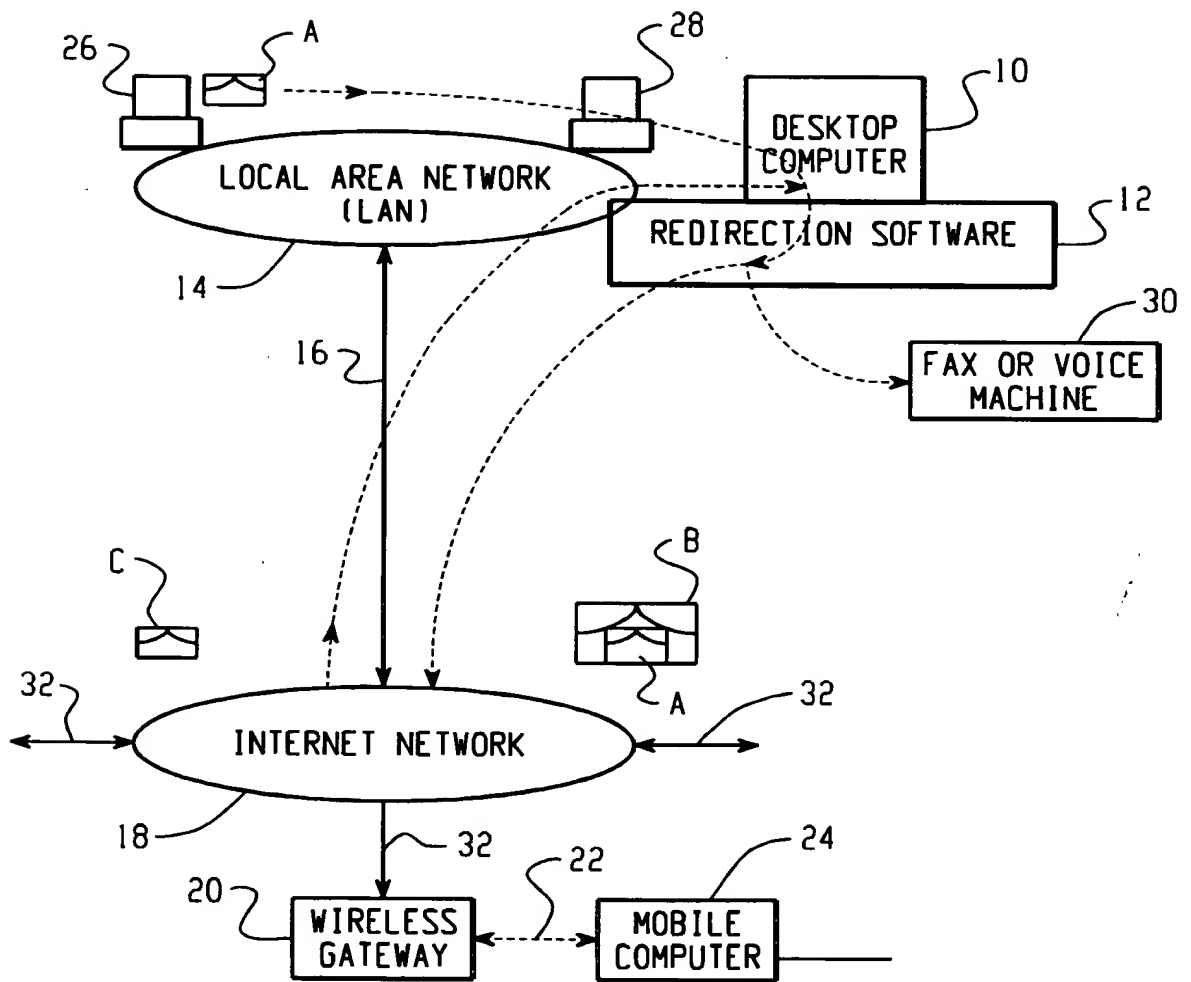 26
A
28
10
DESKTOP
COMPUTER
LOCAL AREA NETWORK
(LAN)
12
REDIRECTION SOFTWARE
14
30
16
FAX OR VOICE
MACHINE
C
B
A
32
32
INTERNET NETWORK
18
32
22
24
20
WIRELESS
GATEWAY
MOBILE
COMPUTER